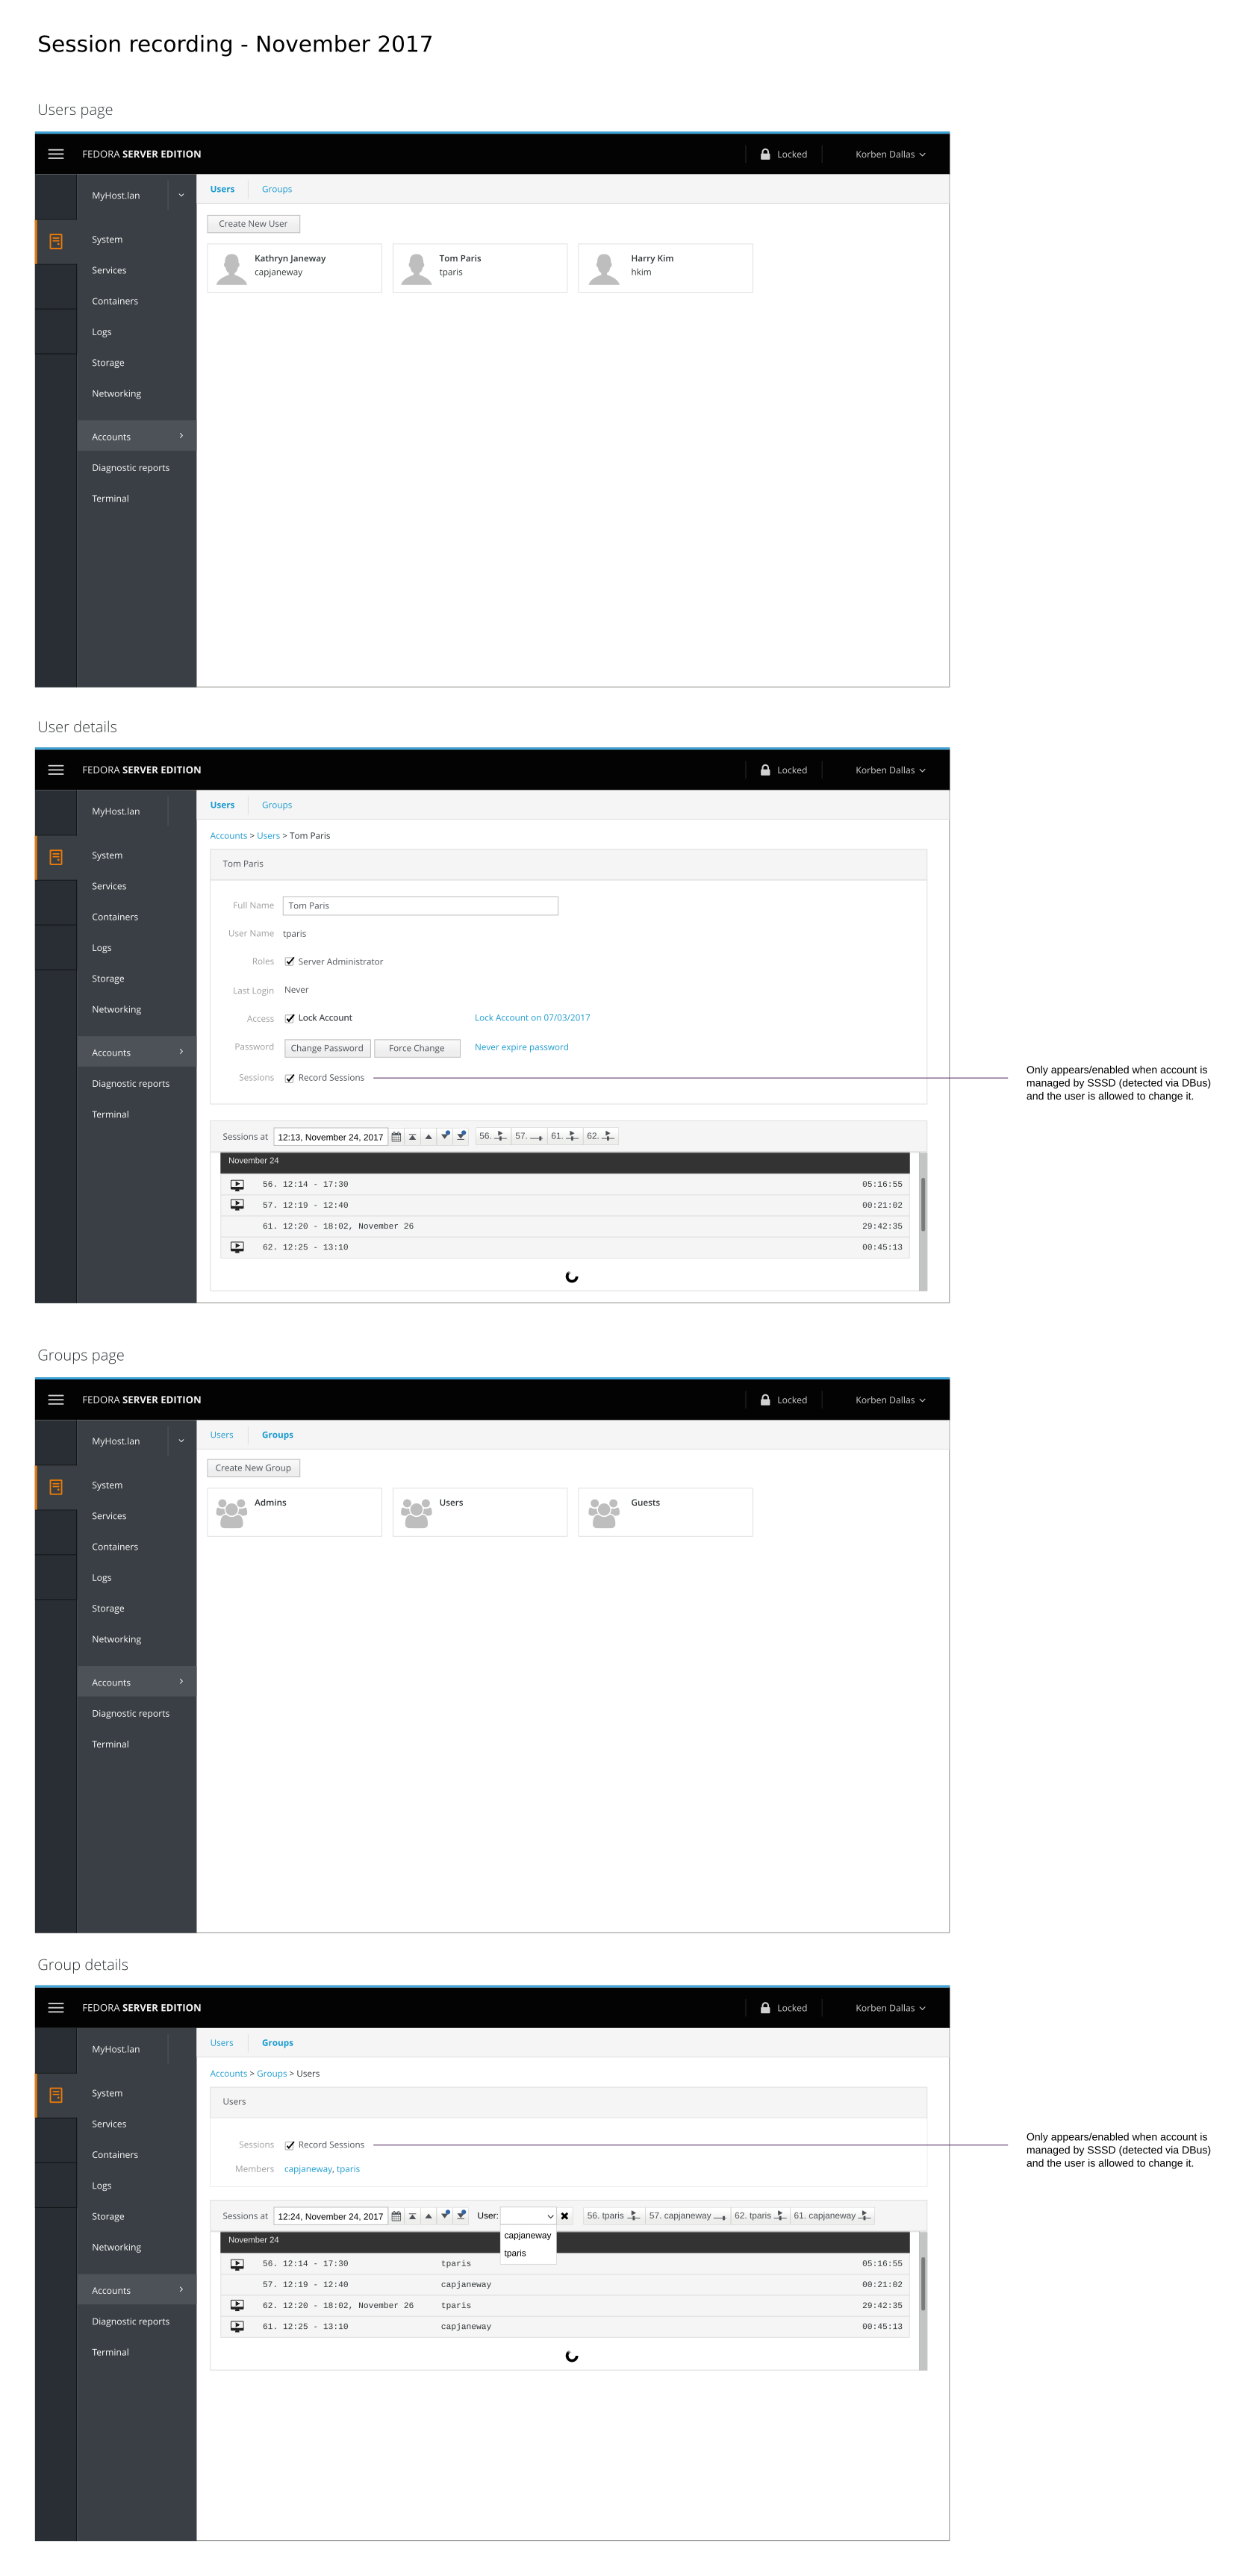 Session recording - November 2017
Users page
FEDORA SERVER EDITION
Locked
Korben Dallas
MyHost.lan
Users
Groups
System
Create New User
Services
Kathryn Janeway
capjaneway
Tom Paris
tparis
Harry Kim
hkim
Containers
Logs
Storage
Networking
Accounts
Diagnostic reports
Terminal
User details
FEDORA SERVER EDITION
Locked
Korben Dallas
MyHost.lan
System
Services
Containers
Logs
Storage
Networking
Accounts
Diagnostic reports
Terminal
Users
Groups
Accounts > Users > Tom Paris
Tom Paris
Full Name Tom Paris
User Name tparis
Roles Server Administrator
Last Login Never
Access Lock Account Lock Account on 07/03/2017
Password Change Password Force Change Never expire password
Sessions Record Sessions
Only appears/enabled when account is
managed by SSSD (detected via DBus)
and the user is allowed to change it.
Sessions at 12:13, November 24, 2017 56. 57. 61. 62.
November 24
56. 12:14 - 17:30 05:16:55
57. 12:19 - 12:40 00:21:02
61. 12:20 - 18:02, November 26 29:42:35
62. 12:25 - 13:10 00:45:13
Groups page
FEDORA SERVER EDITION
Locked
Korben Dallas
MyHost.lan
System
Services
Containers
Logs
Storage
Networking
Accounts
Diagnostic reports
Terminal
Users
Groups
Create New Group
Admins
Users
Guests
Group details
FEDORA SERVER EDITION
Locked
Korben Dallas
MyHost.lan
System
Services
Containers
Logs
Storage
Networking
Accounts
Diagnostic reports
Terminal
Users
Groups
Accounts > Groups > Users
Users
Sessions Record Sessions
Members capjaneway, tparis
Only appears/enabled when account is
managed by SSSD (detected via DBus)
and the user is allowed to change it.
Sessions at 12:24, November 24, 2017 User: 56. tparis 57. capjaneway 62. tparis 61. capjaneway
capjaneway
tparis
November 24
56. 12:14 - 17:30 tparis 05:16:55
57. 12:19 - 12:40 capjaneway 00:21:02
62. 12:20 - 18:02, November 26 tparis 29:42:35
61. 12:25 - 13:10 capjaneway 00:45:13